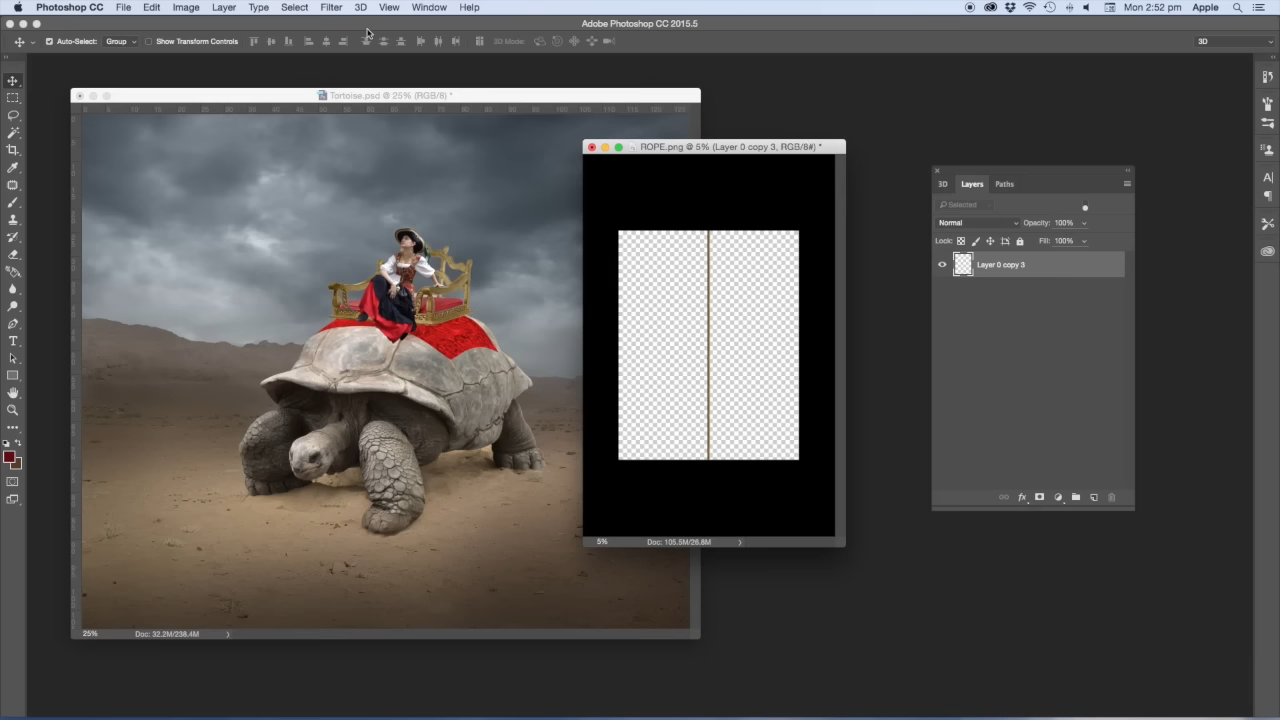 Photoshop CC File Edit Image Layer Type Select Filter 3D View Window Help Mon 2:52 pm Apple
Adobe Photoshop CC 2015.5
Auto-Select: Group Show Transform Controls 3D Mode: 3D
Tortoise.psd @ 25% (RGB/8) *
ROPE.png @ 5% (Layer 0 copy 3, RGB/8#) *
3D Layers Paths
Selected
Normal Opacity: 100%
Lock: Fill: 100%
Layer 0 copy 3
fx
5% Doc: 105.5M/26.8M
25% Doc: 32.2M/238.4M